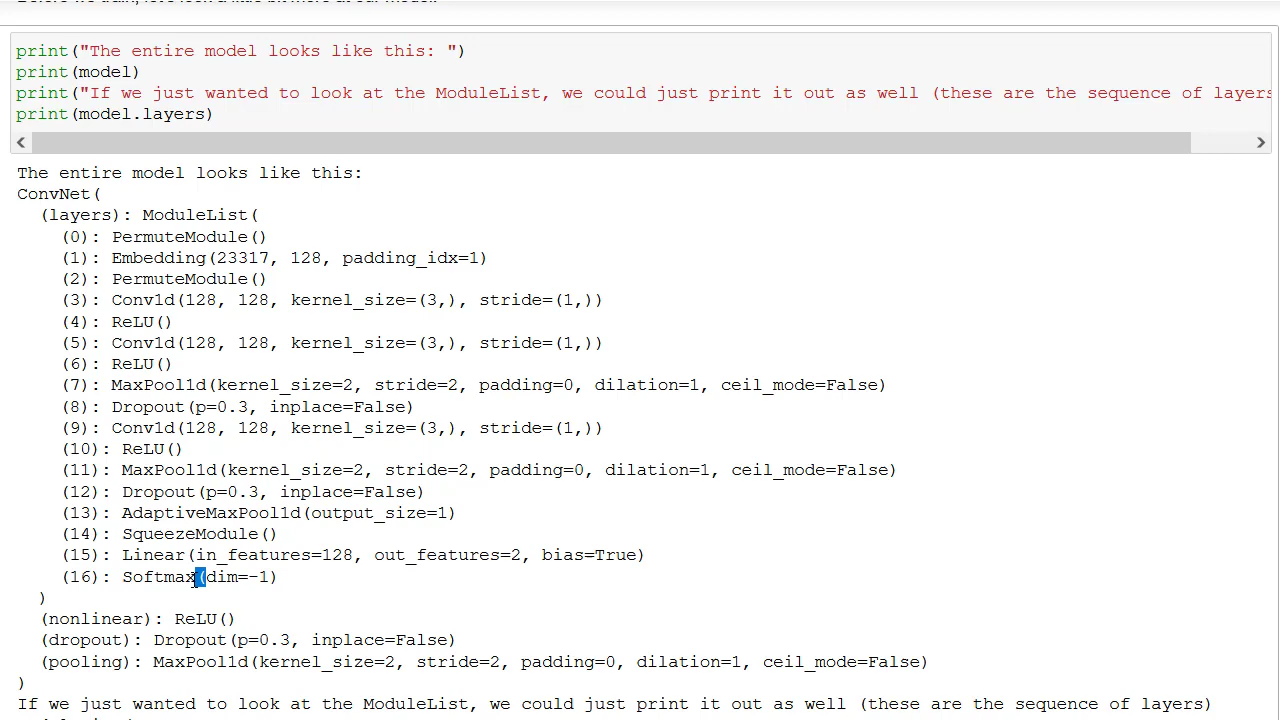 print("The entire model looks like this: ")
print(model)
print("If we just wanted to look at the ModuleList, we could just print it out as well (these are the sequence of layers
print(model.layers)
The entire model looks like this:
ConvNet(
  (layers): ModuleList(
    (0): PermuteModule()
    (1): Embedding(23317, 128, padding_idx=1)
    (2): PermuteModule()
    (3): Conv1d(128, 128, kernel_size=(3,), stride=(1,))
    (4): ReLU()
    (5): Conv1d(128, 128, kernel_size=(3,), stride=(1,))
    (6): ReLU()
    (7): MaxPool1d(kernel_size=2, stride=2, padding=0, dilation=1, ceil_mode=False)
    (8): Dropout(p=0.3, inplace=False)
    (9): Conv1d(128, 128, kernel_size=(3,), stride=(1,))
    (10): ReLU()
    (11): MaxPool1d(kernel_size=2, stride=2, padding=0, dilation=1, ceil_mode=False)
    (12): Dropout(p=0.3, inplace=False)
    (13): AdaptiveMaxPool1d(output_size=1)
    (14): SqueezeModule()
    (15): Linear(in_features=128, out_features=2, bias=True)
    (16): Softmax(dim=-1)
  )
  (nonlinear): ReLU()
  (dropout): Dropout(p=0.3, inplace=False)
  (pooling): MaxPool1d(kernel_size=2, stride=2, padding=0, dilation=1, ceil_mode=False)
)
If we just wanted to look at the ModuleList, we could just print it out as well (these are the sequence of layers)